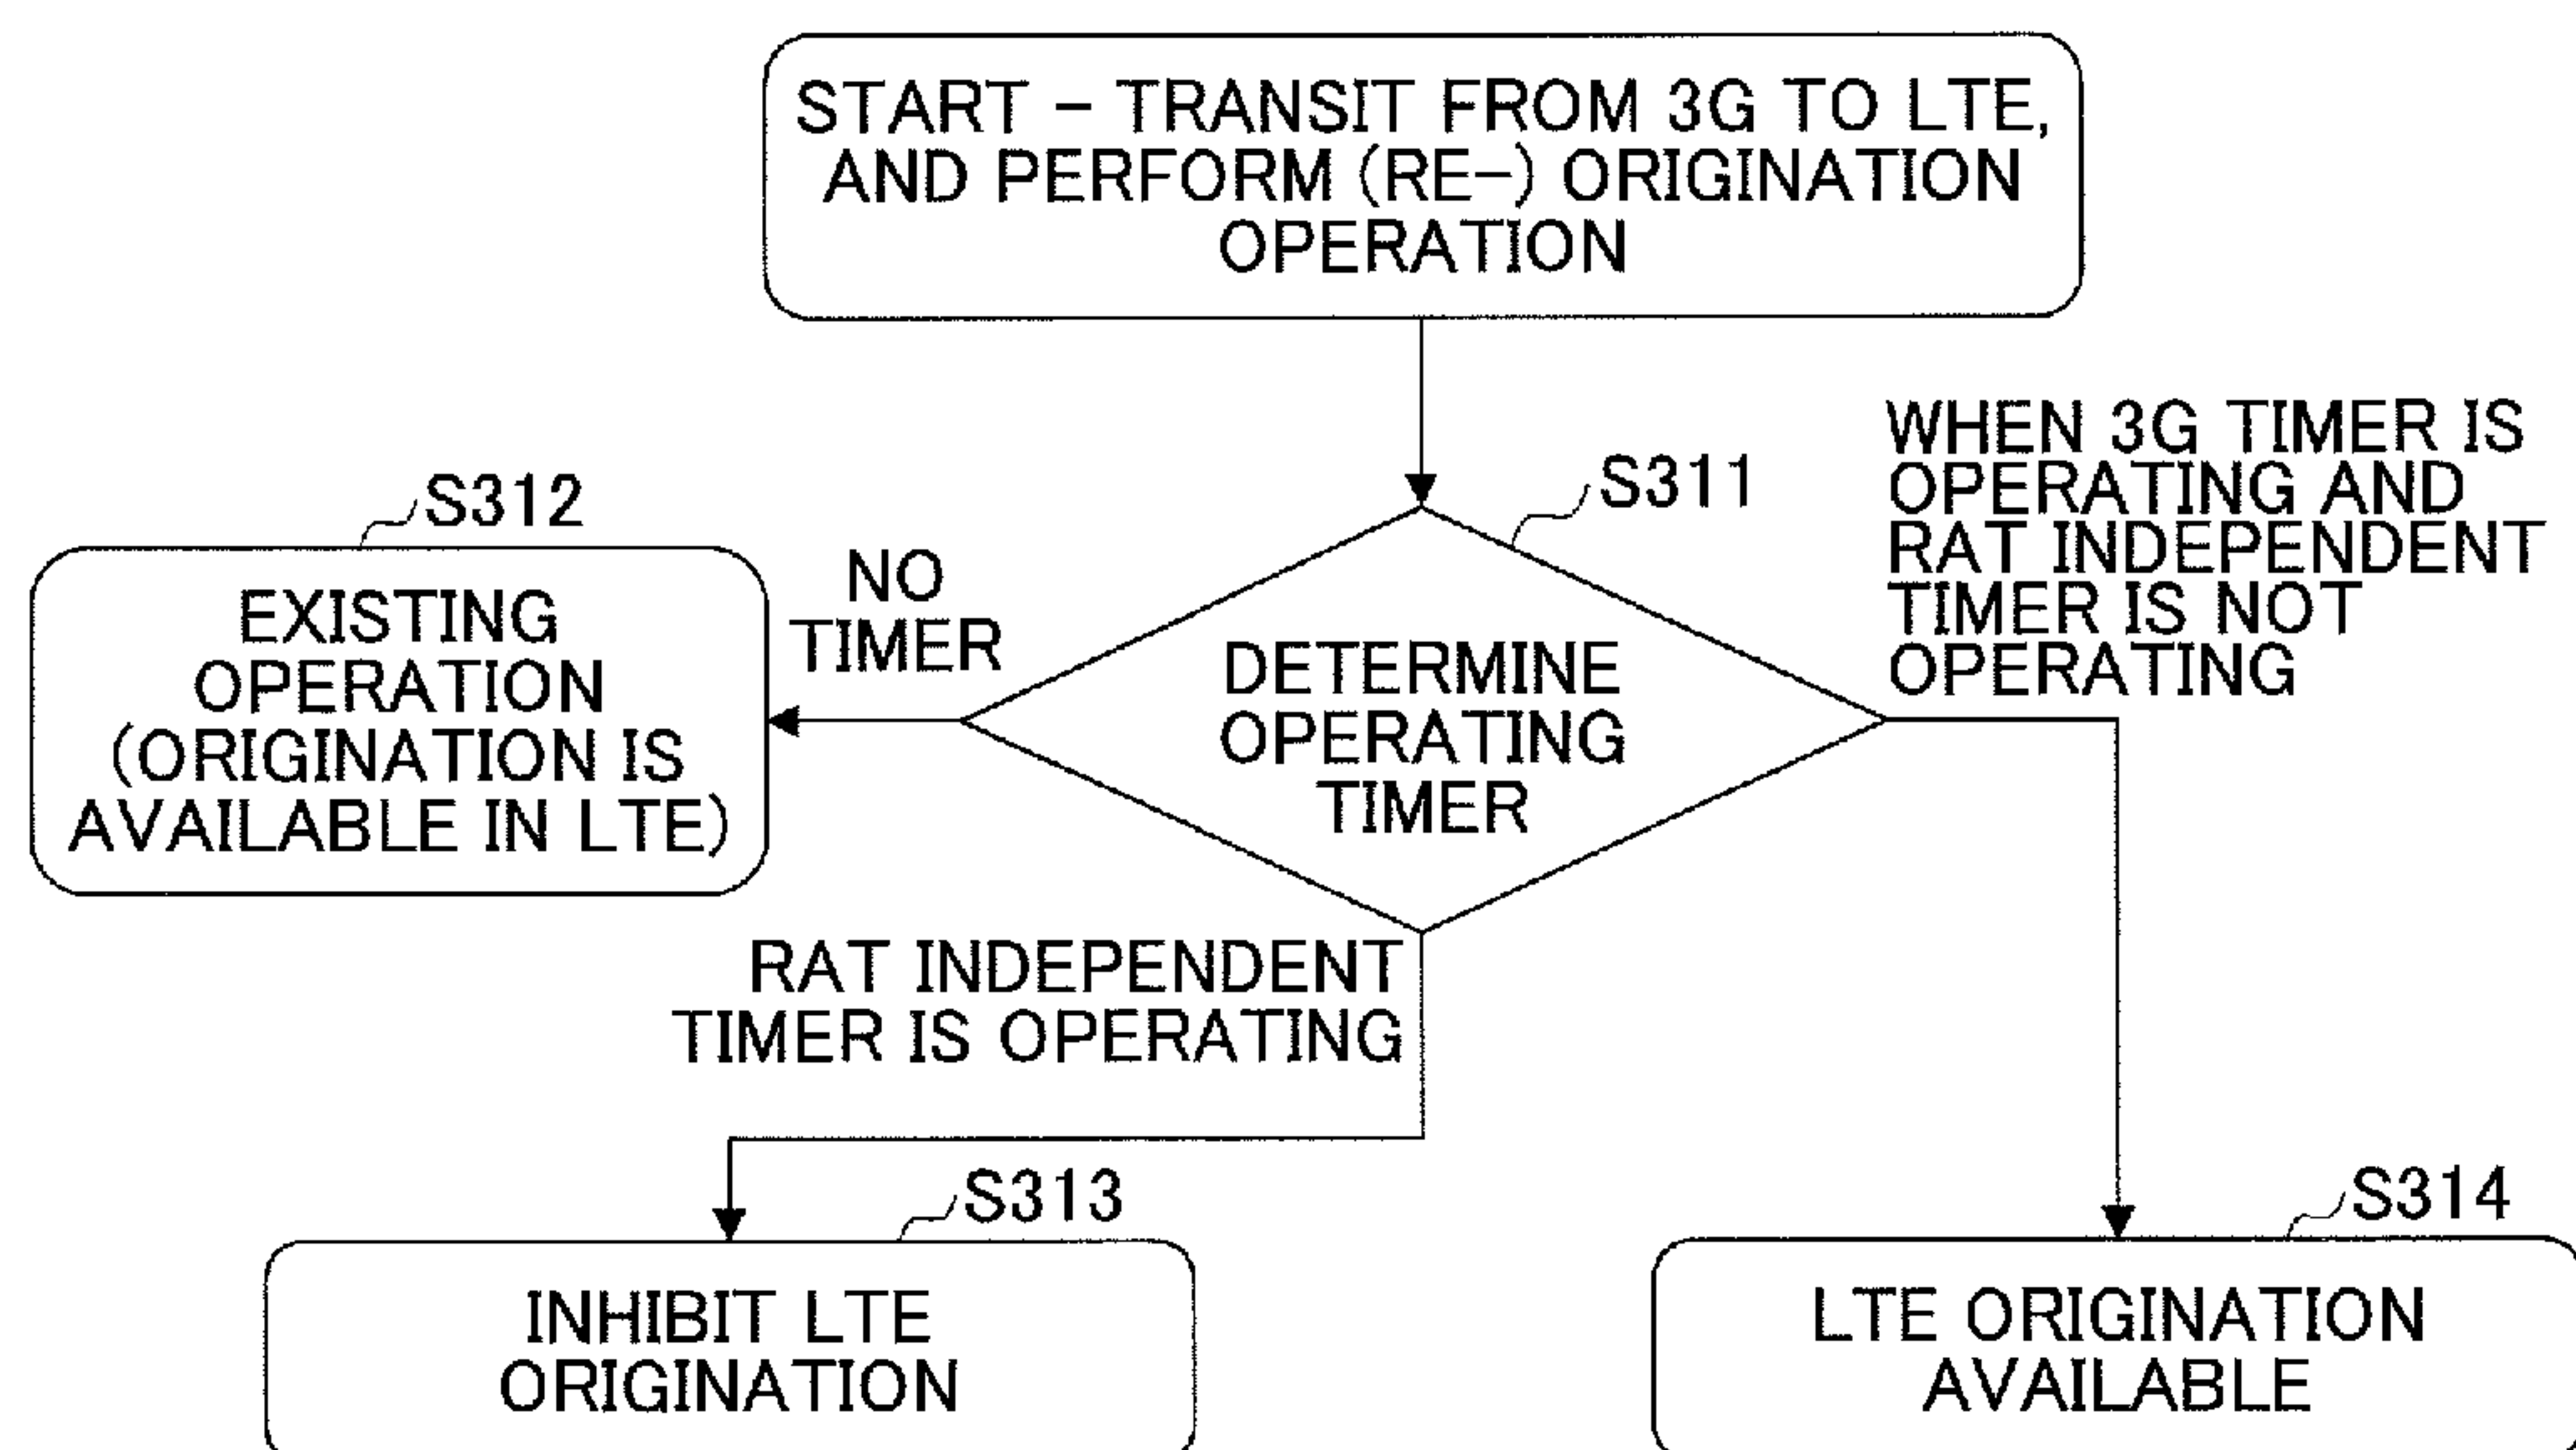 START – TRANSIT FROM 3G TO LTE,
AND PERFORM (RE–) ORIGINATION
OPERATION
S311
WHEN 3G TIMER IS
OPERATING AND
RAT INDEPENDENT
TIMER IS NOT
OPERATING
S312
NO
TIMER
EXISTING
OPERATION
(ORIGINATION IS
AVAILABLE IN LTE)
DETERMINE
OPERATING
TIMER
RAT INDEPENDENT
TIMER IS OPERATING
S313
INHIBIT LTE
ORIGINATION
S314
LTE ORIGINATION
AVAILABLE